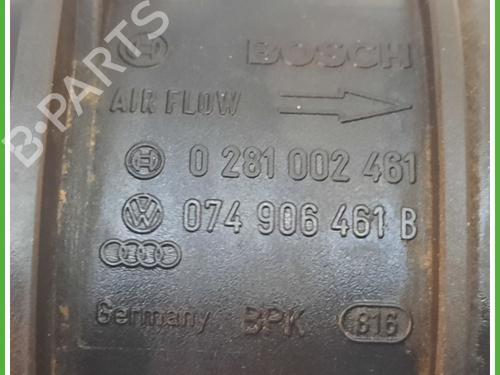 BOSCH
AIR FLOW
0 281 002 461
074 906 461 B
Germany BPK 816
B-PARTS